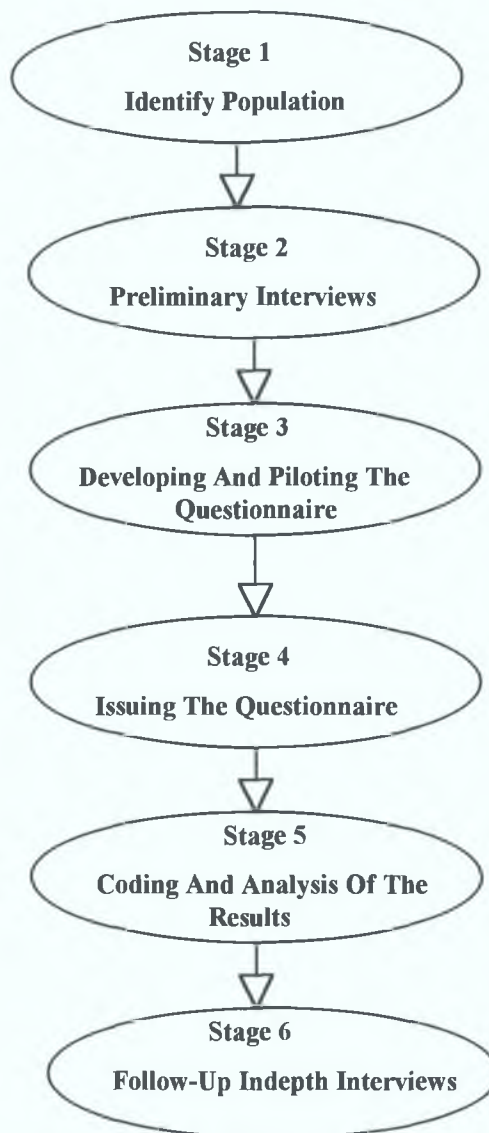 Stage 1
Identify Population
Stage 2
Preliminary Interviews
Stage 3
Developing And Piloting The
Questionnaire
Stage 4
Issuing The Questionnaire
Stage 5
Coding And Analysis Of The
Results
Stage 6
Follow-Up Indepth Interviews